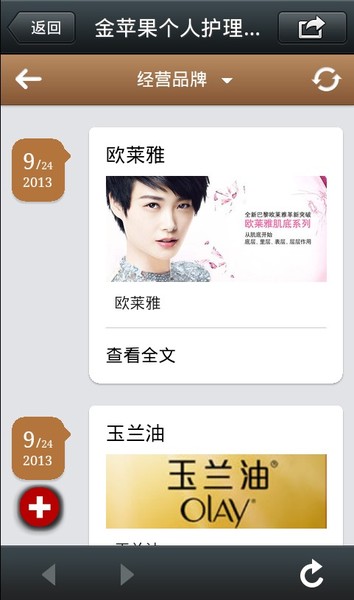 返回
金苹果个人护理...
经营品牌
9/24
2013
欧莱雅
全新巴黎欧莱雅革新突破
欧莱雅肌底系列
从肌底开始
底层、里层、表层、层层作用
欧莱雅
查看全文
9/24
2013
玉兰油
玉兰油®
OLAY®
玉兰油